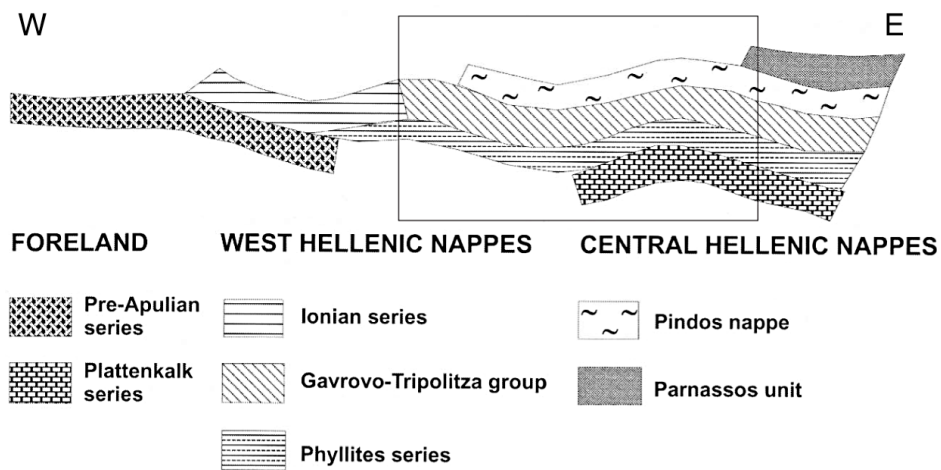 W
E
FORELAND
WEST HELLENIC NAPPES
CENTRAL HELLENIC NAPPES
Pre-Apulian
series
Ionian series
Pindos nappe
Plattenkalk
series
Gavrovo-Tripolitza group
Parnassos unit
Phyllites series